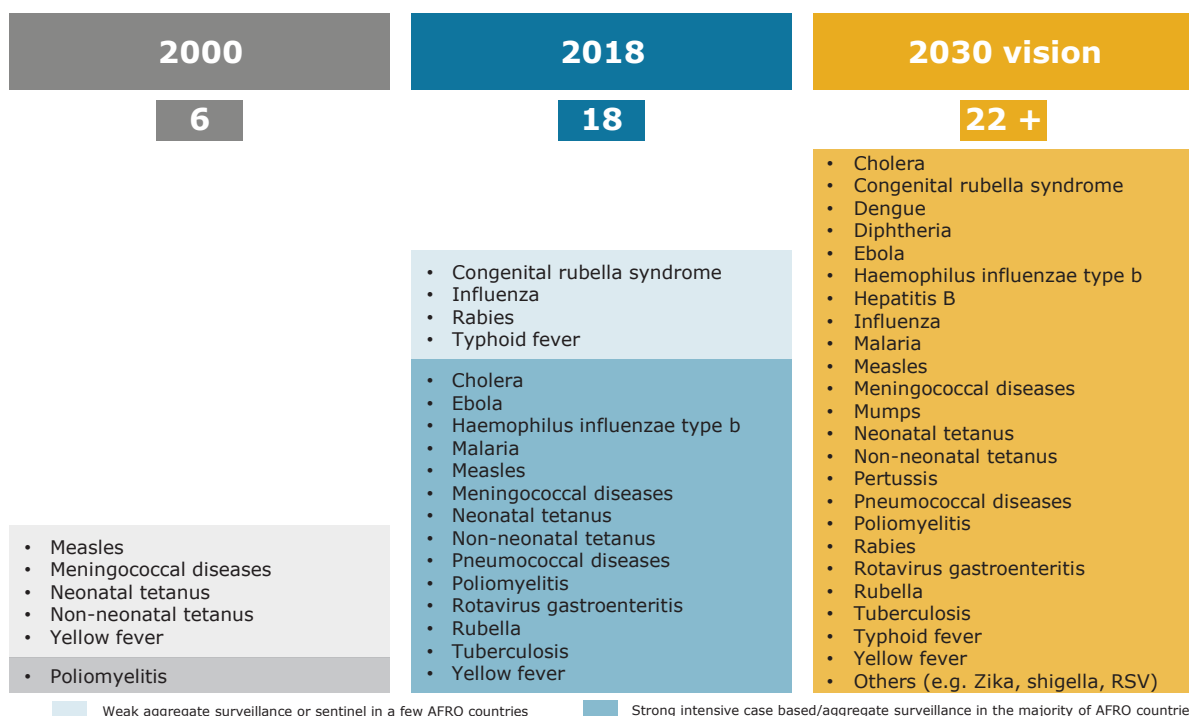 2000
6
• Measles
• Meningococcal diseases
• Neonatal tetanus
• Non-neonatal tetanus
• Yellow fever
• Poliomyelitis
2018
18
• Congenital rubella syndrome
• Influenza
• Rabies
• Typhoid fever
• Cholera
• Ebola
• Haemophilus influenzae type b
• Malaria
• Measles
• Meningococcal diseases
• Neonatal tetanus
• Non-neonatal tetanus
• Pneumococcal diseases
• Poliomyelitis
• Rotavirus gastroenteritis
• Rubella
• Tuberculosis
• Yellow fever
2030 vision
22 +
• Cholera
• Congenital rubella syndrome
• Dengue
• Diphtheria
• Ebola
• Haemophilus influenzae type b
• Hepatitis B
• Influenza
• Malaria
• Measles
• Meningococcal diseases
• Mumps
• Neonatal tetanus
• Non-neonatal tetanus
• Pertussis
• Pneumococcal diseases
• Poliomyelitis
• Rabies
• Rotavirus gastroenteritis
• Rubella
• Tuberculosis
• Typhoid fever
• Yellow fever
• Others (e.g. Zika, shigella, RSV)
Weak aggregate surveillance or sentinel in a few AFRO countries
Strong intensive case based/aggregate surveillance in the majority of AFRO countrie